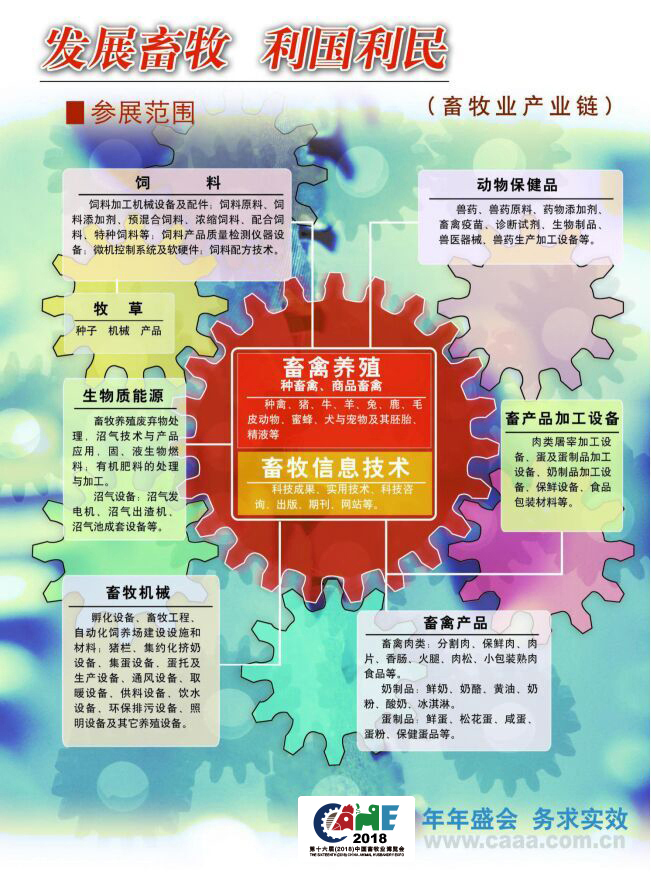 发展畜牧 利国利民
■参展范围
（畜牧业产业链）
饲 料
饲料加工机械设备及配件；饲料原料、饲
料添加剂、预混合饲料、浓缩饲料、配合饲
料、特种饲料等；饲料产品质量检测仪器设
备；微机控制系统及软硬件；饲料配方技术。
动物保健品
兽药、兽药原料、药物添加剂、
畜禽疫苗、诊断试剂、生物制品、
兽医器械、兽药生产加工设备等。
牧 草
种子 机械 产品
畜禽养殖
种畜禽、商品畜禽
种禽、猪、牛、羊、兔、鹿、毛
皮动物、蜜蜂、犬与宠物及其胚胎、
精液等
畜牧信息技术
科技成果、实用技术、科技咨
询、出版、期刊、网站等。
生物质能源
畜牧养殖废弃物处
理，沼气技术与产品
应用，固、液生物燃
料；有机肥料的处理
与加工。
沼气设备：沼气发
电机、沼气出渣机、
沼气池成套设备等。
畜产品加工设备
肉类屠宰加工设
备、蛋及蛋制品加工
设备、奶制品加工设
备、保鲜设备、食品
包装材料等。
畜牧机械
孵化设备、畜牧工程、
自动化饲养场建设设施和
材料；猪栏、集约化挤奶
设备、集蛋设备、蛋托及
生产设备、通风设备、取
暖设备、供料设备、饮水
设备、环保排污设备、照
明设备及其它养殖设备。
畜禽产品
畜禽肉类：分割肉、保鲜肉、肉
片、香肠、火腿、肉松、小包装熟肉
食品等。
奶制品：鲜奶、奶酪、黄油、奶
粉、酸奶、冰淇淋。
蛋制品：鲜蛋、松花蛋、咸蛋、
蛋粉、保健蛋品等。
CAHE
2018
第十六届(2018)中国畜牧业博览会
THE SIXTEENTH (2018) CHINA ANIMAL HUSBANDRY EXPO
年年盛会 务求实效
www.caaa.com.cn